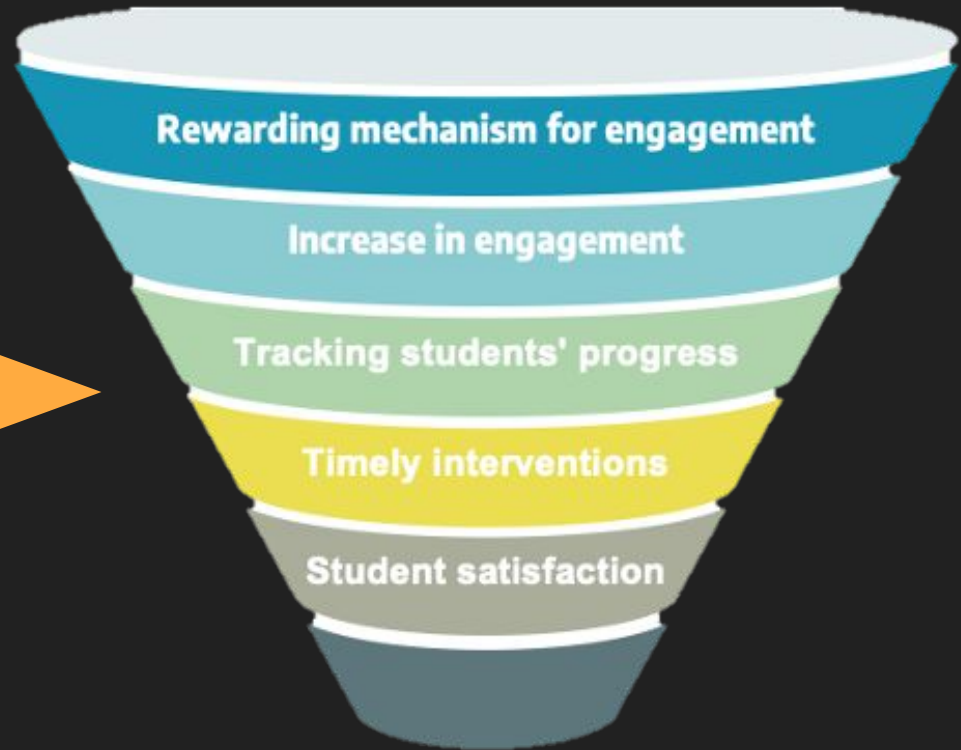 Rewarding mechanism for engagement
Increase in engagement
Tracking students' progress
Timely interventions
Student satisfaction